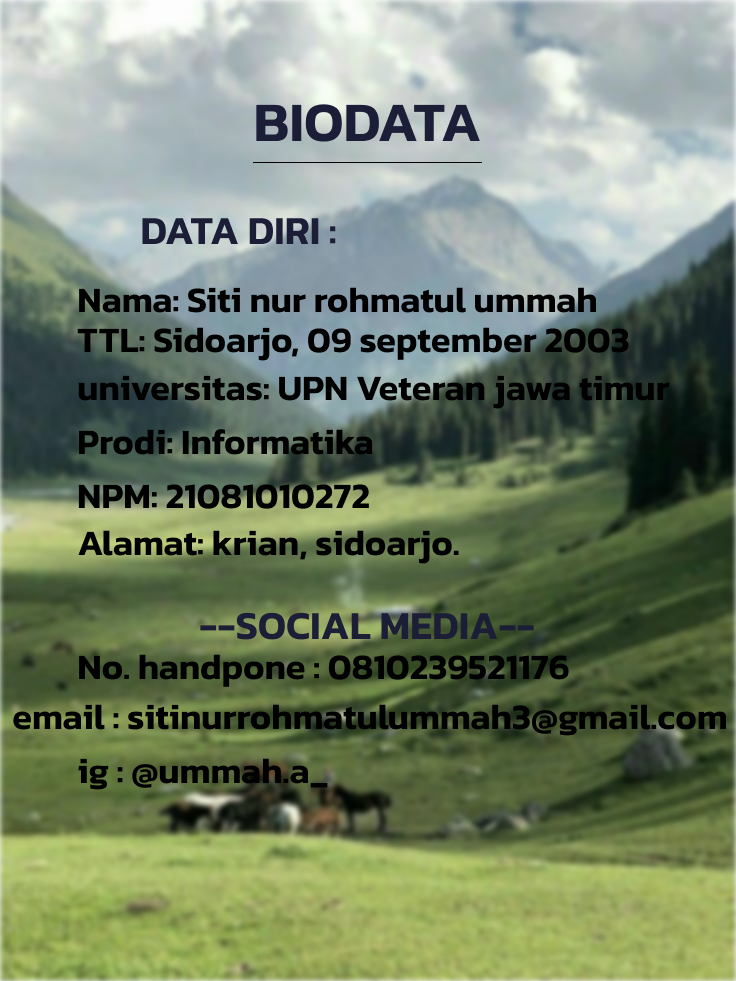 BIODATA
DATA DIRI :
Nama: Siti nur rohmatul ummah
TTL: Sidoarjo, 09 september 2003
universitas: UPN Veteran jawa timur
Prodi: Informatika
NPM: 21081010272
Alamat: krian, sidoarjo.
--SOCIAL MEDIA--
No. handpone : 0810239521176
email : sitinurrohmatulummah3@gmail.com
ig : @ummah.a_